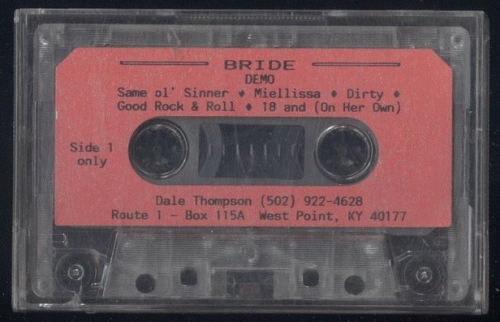 BRIDE
DEMO
Same ol' Sinner ♦ Miellissa ♦ Dirty ♦
Good Rock & Roll ♦ 18 and (On Her Own)
Side 1
only
Dale Thompson (502) 922-4628
Route 1 - Box 115A West Point, KY 40177